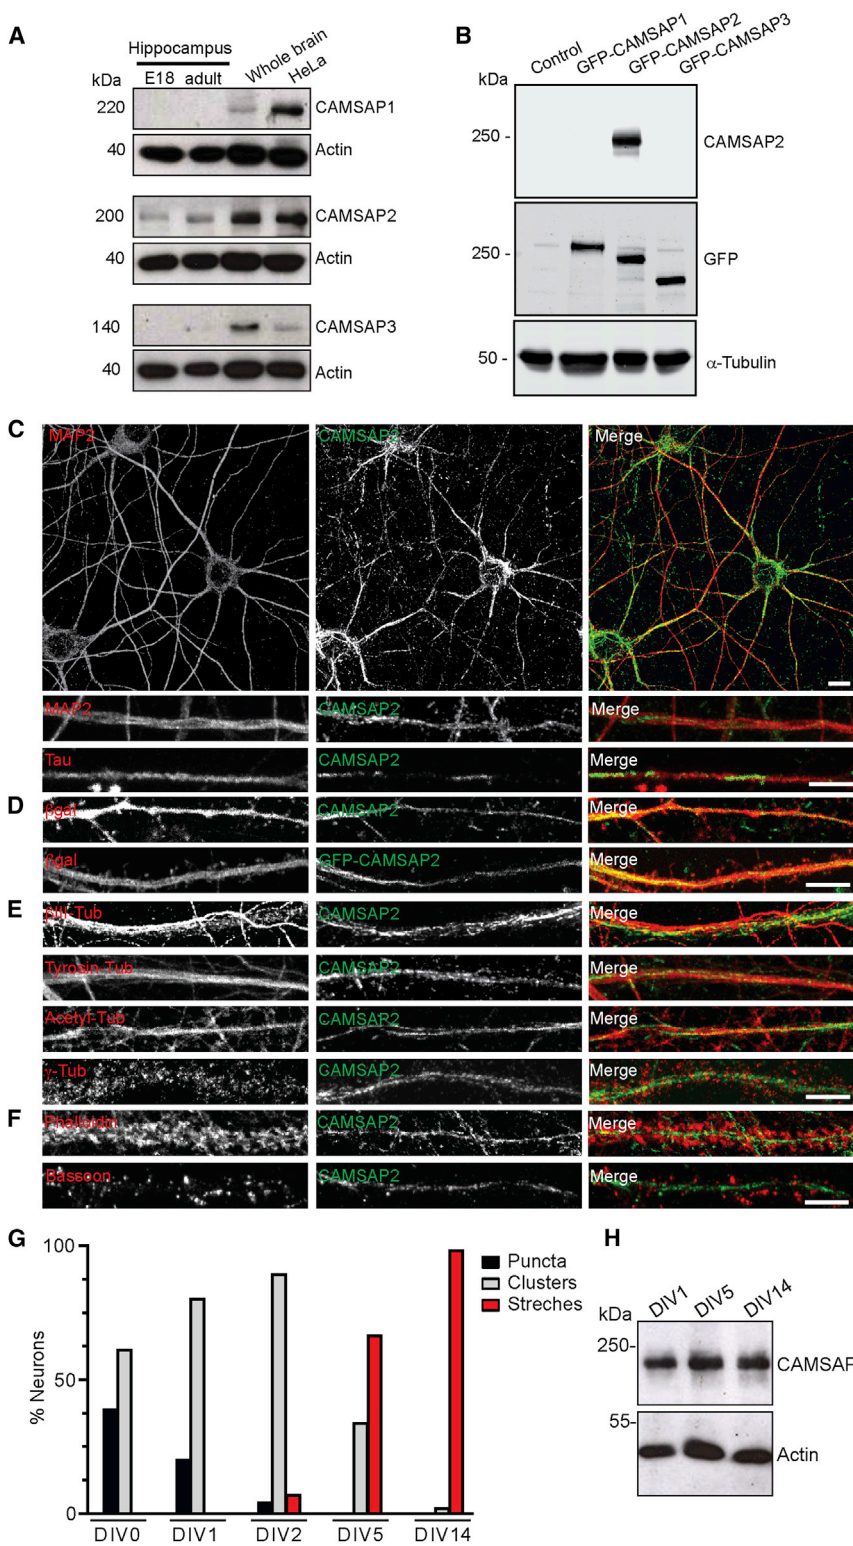 A
Hippocampus
E18 adult Whole brain HeLa
kDa
220 CAMSAP1
40 Actin
200 CAMSAP2
40 Actin
140 CAMSAP3
40 Actin
B
Control GFP-CAMSAP1 GFP-CAMSAP2 GFP-CAMSAP3
kDa
250 - CAMSAP2
250 - GFP
50 - α-Tubulin
C
MAP2 CAMSAP2 Merge
MAP2 CAMSAP2 Merge
Tau CAMSAP2 Merge
D
βgal CAMSAP2 Merge
βgal GFP-CAMSAP2 Merge
E
βIII-Tub CAMSAP2 Merge
Tyrosin-Tub CAMSAP2 Merge
Acetyl-Tub CAMSAP2 Merge
γ-Tub CAMSAP2 Merge
F
Phalloidin CAMSAP2 Merge
Bassoon CAMSAP2 Merge
G
100
50
0
% Neurons
Puncta
Clusters
Streches
DIV0 DIV1 DIV2 DIV5 DIV14
H
DIV1 DIV5 DIV14
kDa
250- CAMSAP
55-
Actin